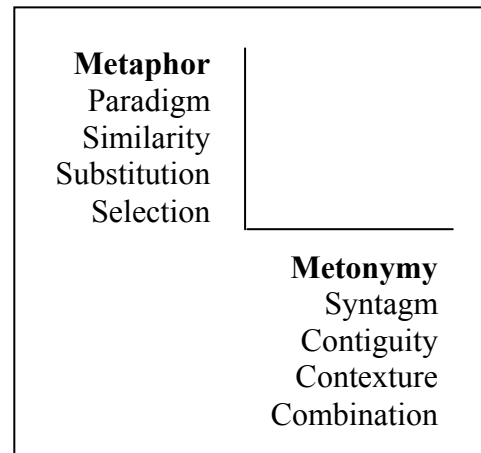 Metaphor
Paradigm
Similarity
Substitution
Selection
Metonymy
Syntagm
Contiguity
Contexture
Combination